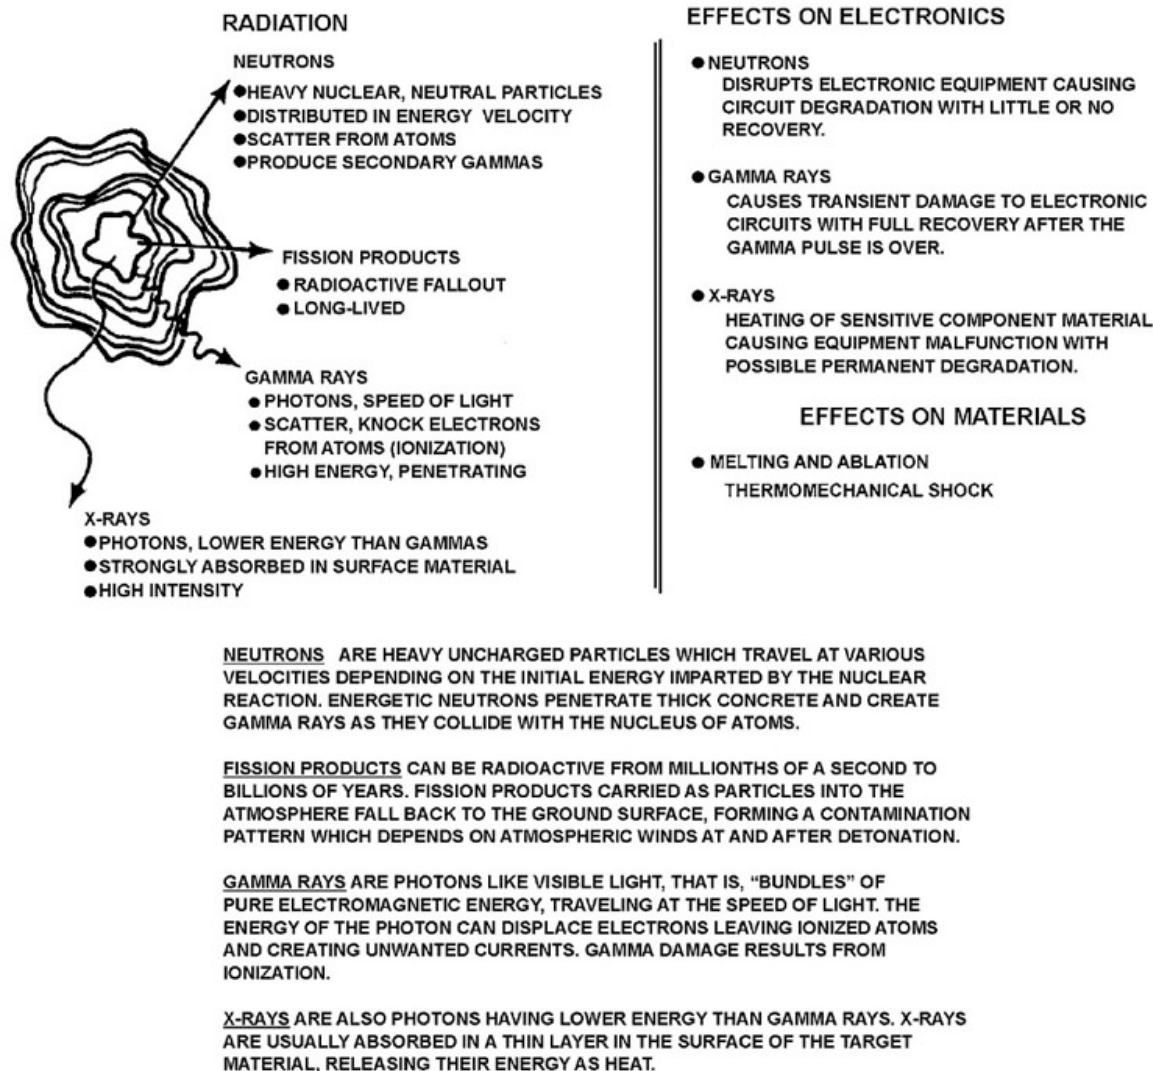 RADIATION
NEUTRONS
●HEAVY NUCLEAR, NEUTRAL PARTICLES
●DISTRIBUTED IN ENERGY VELOCITY
●SCATTER FROM ATOMS
●PRODUCE SECONDARY GAMMAS
FISSION PRODUCTS
● RADIOACTIVE FALLOUT
● LONG-LIVED
GAMMA RAYS
● PHOTONS, SPEED OF LIGHT
● SCATTER, KNOCK ELECTRONS
FROM ATOMS (IONIZATION)
● HIGH ENERGY, PENETRATING
X-RAYS
●PHOTONS, LOWER ENERGY THAN GAMMAS
●STRONGLY ABSORBED IN SURFACE MATERIAL
●HIGH INTENSITY
EFFECTS ON ELECTRONICS
● NEUTRONS
DISRUPTS ELECTRONIC EQUIPMENT CAUSING
CIRCUIT DEGRADATION WITH LITTLE OR NO
RECOVERY.
● GAMMA RAYS
CAUSES TRANSIENT DAMAGE TO ELECTRONIC
CIRCUITS WITH FULL RECOVERY AFTER THE
GAMMA PULSE IS OVER.
● X-RAYS
HEATING OF SENSITIVE COMPONENT MATERIAL
CAUSING EQUIPMENT MALFUNCTION WITH
POSSIBLE PERMANENT DEGRADATION.
EFFECTS ON MATERIALS
● MELTING AND ABLATION
THERMOMECHANICAL SHOCK
NEUTRONS ARE HEAVY UNCHARGED PARTICLES WHICH TRAVEL AT VARIOUS
VELOCITIES DEPENDING ON THE INITIAL ENERGY IMPARTED BY THE NUCLEAR
REACTION. ENERGETIC NEUTRONS PENETRATE THICK CONCRETE AND CREATE
GAMMA RAYS AS THEY COLLIDE WITH THE NUCLEUS OF ATOMS.
FISSION PRODUCTS CAN BE RADIOACTIVE FROM MILLIONTHS OF A SECOND TO
BILLIONS OF YEARS. FISSION PRODUCTS CARRIED AS PARTICLES INTO THE
ATMOSPHERE FALL BACK TO THE GROUND SURFACE, FORMING A CONTAMINATION
PATTERN WHICH DEPENDS ON ATMOSPHERIC WINDS AT AND AFTER DETONATION.
GAMMA RAYS ARE PHOTONS LIKE VISIBLE LIGHT, THAT IS, “BUNDLES” OF
PURE ELECTROMAGNETIC ENERGY, TRAVELING AT THE SPEED OF LIGHT. THE
ENERGY OF THE PHOTON CAN DISPLACE ELECTRONS LEAVING IONIZED ATOMS
AND CREATING UNWANTED CURRENTS. GAMMA DAMAGE RESULTS FROM
IONIZATION.
X-RAYS ARE ALSO PHOTONS HAVING LOWER ENERGY THAN GAMMA RAYS. X-RAYS
ARE USUALLY ABSORBED IN A THIN LAYER IN THE SURFACE OF THE TARGET
MATERIAL, RELEASING THEIR ENERGY AS HEAT.